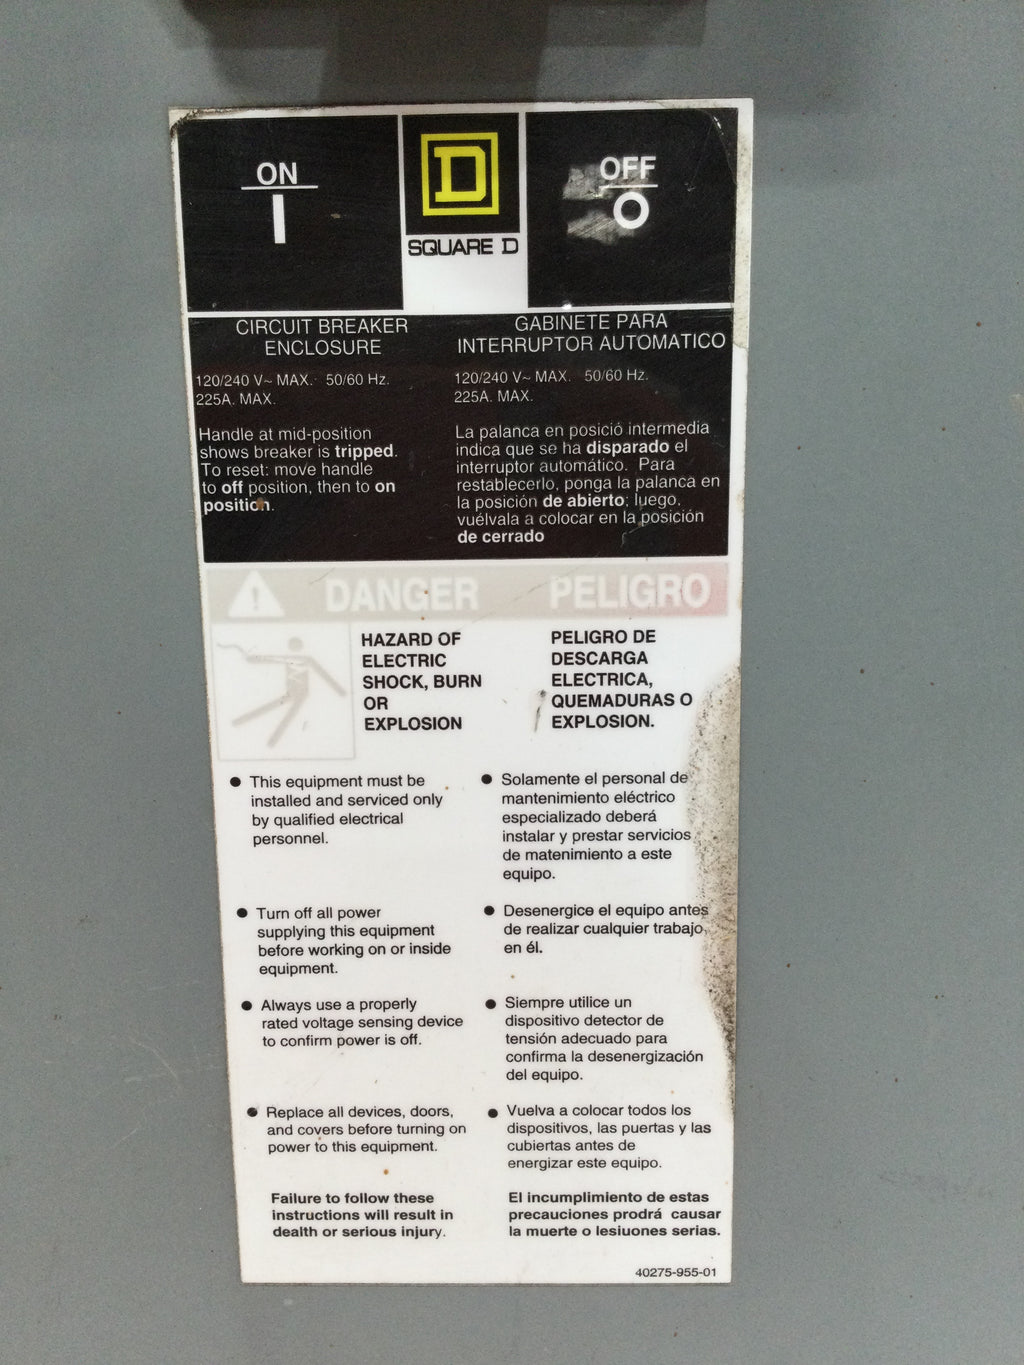 ON
I
D
SQUARE D
OFF
O
CIRCUIT BREAKER
ENCLOSURE
120/240 V~ MAX. 50/60 Hz.
225A. MAX.
Handle at mid-position
shows breaker is tripped.
To reset: move handle
to off position, then to on
position.
GABINETE PARA
INTERRUPTOR AUTOMATICO
120/240 V~ MAX. 50/60 Hz.
225A. MAX.
La palanca en posició intermedia
indica que se ha disparado el
interruptor automático. Para
restablecerlo, ponga la palanca en
la posición de abierto; luego,
vuélvala a colocar en la posición
de cerrado
DANGER
PELIGRO
HAZARD OF
ELECTRIC
SHOCK, BURN
OR
EXPLOSION
PELIGRO DE
DESCARGA
ELECTRICA,
QUEMADURAS O
EXPLOSION.
● This equipment must be
installed and serviced only
by qualified electrical
personnel.
● Turn off all power
supplying this equipment
before working on or inside
equipment.
● Always use a properly
rated voltage sensing device
to confirm power is off.
● Replace all devices, doors,
and covers before turning on
power to this equipment.
Failure to follow these
instructions will result in
dealth or serious injury.
● Solamente el personal de
mantenimiento eléctrico
especializado deberá
instalar y prestar servicios
de matenimiento a este
equipo.
● Desenergice el equipo antes
de realizar cualquier trabajo,
en él.
● Siempre utilice un
dispositivo detector de
tensión adecuado para
confirma la desenergización
del equipo.
● Vuelva a colocar todos los
dispositivos, las puertas y las
cubiertas antes de
energizar este equipo.
El incumplimiento de estas
precauciones prodrá causar
la muerte o lesiuones serias.
40275-955-01